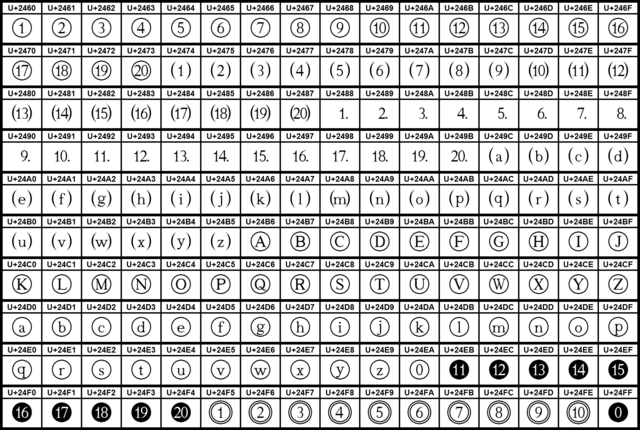 U+2460 U+2461 U+2462 U+2463 U+2464 U+2465 U+2466 U+2467 U+2468 U+2469 U+246A U+246B U+246C U+246D U+246E U+246F
① ② ③ ④ ⑤ ⑥ ⑦ ⑧ ⑨ ⑩ ⑪ ⑫ ⑬ ⑭ ⑮ ⑯
U+2470 U+2471 U+2472 U+2473 U+2474 U+2475 U+2476 U+2477 U+2478 U+2479 U+247A U+247B U+247C U+247D U+247E U+247F
⑰ ⑱ ⑲ ⑳ ⑴ ⑵ ⑶ ⑷ ⑸ ⑹ ⑺ ⑻ ⑼ ⑽ ⑾ ⑿
U+2480 U+2481 U+2482 U+2483 U+2484 U+2485 U+2486 U+2487 U+2488 U+2489 U+248A U+248B U+248C U+248D U+248E U+248F
⒀ ⒁ ⒂ ⒃ ⒄ ⒅ ⒆ ⒇ ⒈ ⒉ ⒊ ⒋ ⒌ ⒍ ⒎ ⒏
U+2490 U+2491 U+2492 U+2493 U+2494 U+2495 U+2496 U+2497 U+2498 U+2499 U+249A U+249B U+249C U+249D U+249E U+249F
⒐ ⒑ ⒒ ⒓ ⒔ ⒕ ⒖ ⒗ ⒘ ⒙ ⒚ ⒛ ⒜ ⒝ ⒞ ⒟
U+24A0 U+24A1 U+24A2 U+24A3 U+24A4 U+24A5 U+24A6 U+24A7 U+24A8 U+24A9 U+24AA U+24AB U+24AC U+24AD U+24AE U+24AF
⒠ ⒡ ⒢ ⒣ ⒤ ⒥ ⒦ ⒧ ⒨ ⒩ ⒪ ⒫ ⒬ ⒭ ⒮ ⒯
U+24B0 U+24B1 U+24B2 U+24B3 U+24B4 U+24B5 U+24B6 U+24B7 U+24B8 U+24B9 U+24BA U+24BB U+24BC U+24BD U+24BE U+24BF
⒰ ⒱ ⒲ ⒳ ⒴ ⒵ Ⓐ Ⓑ Ⓒ Ⓓ Ⓔ Ⓕ Ⓖ Ⓗ Ⓘ Ⓙ
U+24C0 U+24C1 U+24C2 U+24C3 U+24C4 U+24C5 U+24C6 U+24C7 U+24C8 U+24C9 U+24CA U+24CB U+24CC U+24CD U+24CE U+24CF
Ⓚ Ⓛ Ⓜ Ⓝ Ⓞ Ⓟ Ⓠ Ⓡ Ⓢ Ⓣ Ⓤ Ⓥ Ⓦ Ⓧ Ⓨ Ⓩ
U+24D0 U+24D1 U+24D2 U+24D3 U+24D4 U+24D5 U+24D6 U+24D7 U+24D8 U+24D9 U+24DA U+24DB U+24DC U+24DD U+24DE U+24DF
ⓐ ⓑ ⓒ ⓓ ⓔ ⓕ ⓖ ⓗ ⓘ ⓙ ⓚ ⓛ ⓜ ⓝ ⓞ ⓟ
U+24E0 U+24E1 U+24E2 U+24E3 U+24E4 U+24E5 U+24E6 U+24E7 U+24E8 U+24E9 U+24EA U+24EB U+24EC U+24ED U+24EE U+24EF
ⓠ ⓡ ⓢ ⓣ ⓤ ⓥ ⓦ ⓧ ⓨ ⓩ ⓪ ⓫ ⓬ ⓭ ⓮ ⓯
U+24F0 U+24F1 U+24F2 U+24F3 U+24F4 U+24F5 U+24F6 U+24F7 U+24F8 U+24F9 U+24FA U+24FB U+24FC U+24FD U+24FE U+24FF
⓰ ⓱ ⓲ ⓳ ⓴ ⓵ ⓶ ⓷ ⓸ ⓹ ⓺ ⓻ ⓼ ⓽ ⓾ ⓿